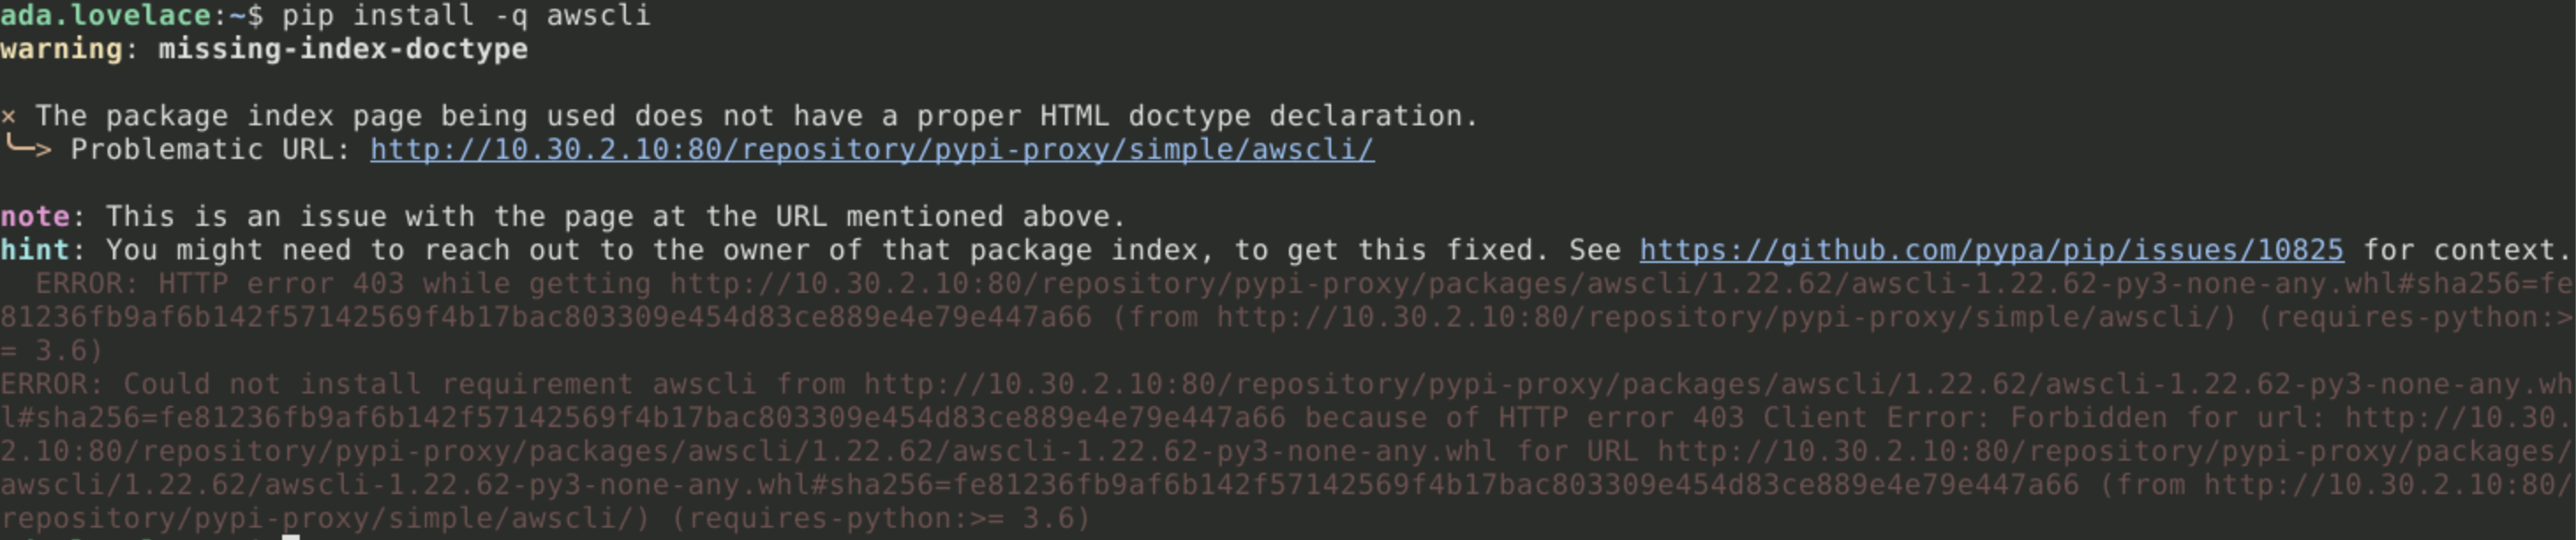 ada.lovelace:~$ pip install -q awscli
warning: missing-index-doctype
× The package index page being used does not have a proper HTML doctype declaration.
╰─> Problematic URL: http://10.30.2.10:80/repository/pypi-proxy/simple/awscli/
note: This is an issue with the page at the URL mentioned above.
hint: You might need to reach out to the owner of that package index, to get this fixed. See https://github.com/pypa/pip/issues/10825 for context.
  ERROR: HTTP error 403 while getting http://10.30.2.10:80/repository/pypi-proxy/packages/awscli/1.22.62/awscli-1.22.62-py3-none-any.whl#sha256=fe
81236fb9af6b142f57142569f4b17bac803309e454d83ce889e4e79e447a66 (from http://10.30.2.10:80/repository/pypi-proxy/simple/awscli/) (requires-python:>
= 3.6)
ERROR: Could not install requirement awscli from http://10.30.2.10:80/repository/pypi-proxy/packages/awscli/1.22.62/awscli-1.22.62-py3-none-any.wh
l#sha256=fe81236fb9af6b142f57142569f4b17bac803309e454d83ce889e4e79e447a66 because of HTTP error 403 Client Error: Forbidden for url: http://10.30.
2.10:80/repository/pypi-proxy/packages/awscli/1.22.62/awscli-1.22.62-py3-none-any.whl for URL http://10.30.2.10:80/repository/pypi-proxy/packages/
awscli/1.22.62/awscli-1.22.62-py3-none-any.whl#sha256=fe81236fb9af6b142f57142569f4b17bac803309e454d83ce889e4e79e447a66 (from http://10.30.2.10:80/
repository/pypi-proxy/simple/awscli/) (requires-python:>= 3.6)